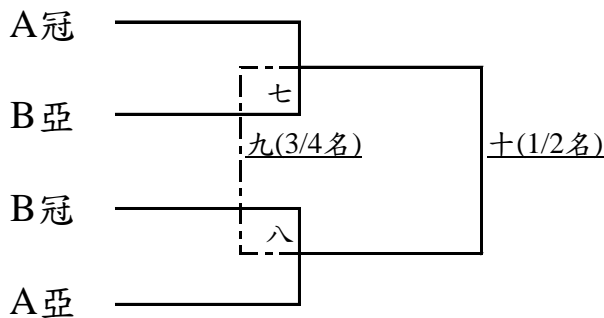 A冠
七
B亞
九(3/4名)
十(1/2名)
B冠
八
A亞